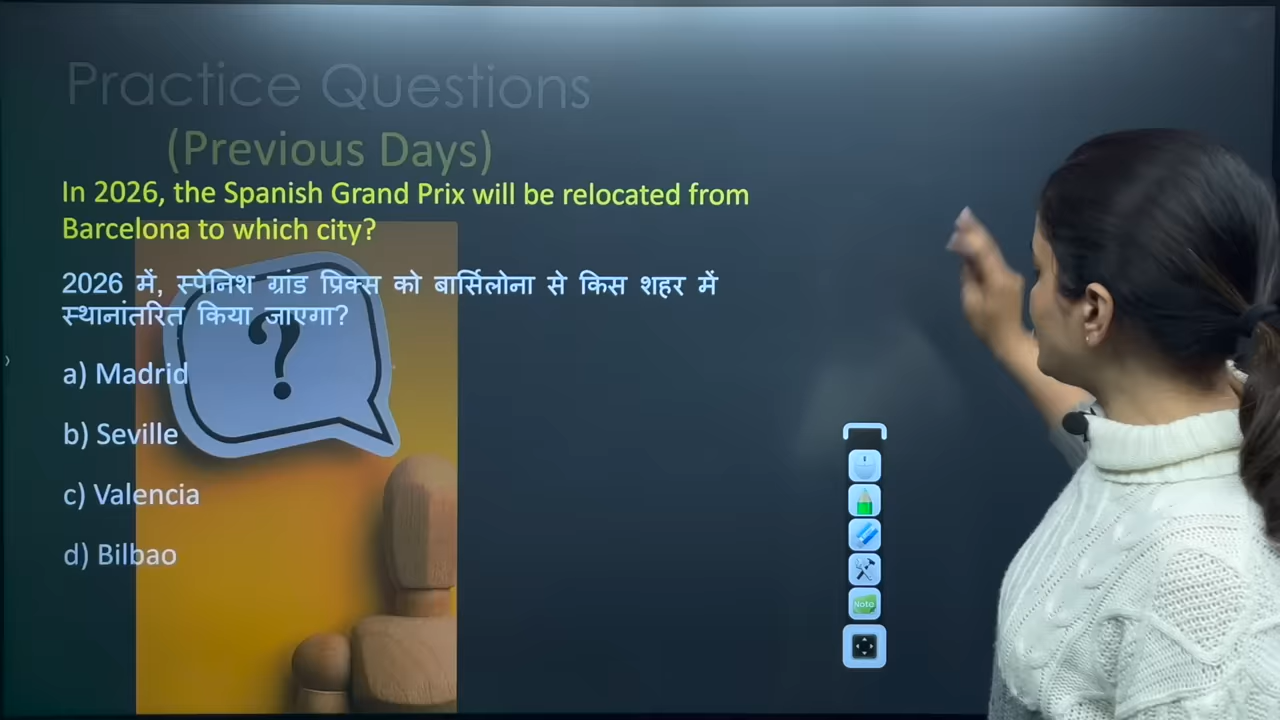 Practice Questions
(Previous Days)
In 2026, the Spanish Grand Prix will be relocated from
Barcelona to which city?
2026 में, स्पेनिश ग्रांड प्रिक्स को बार्सिलोना से किस शहर में
स्थानांतरित किया जाएगा?
a) Madrid
b) Seville
c) Valencia
d) Bilbao
Note